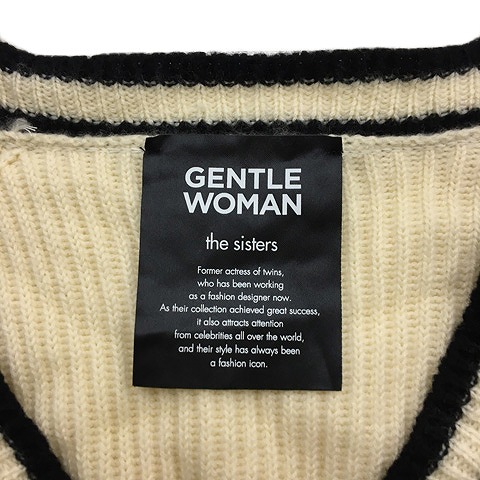 GENTLE
WOMAN
the sisters
Former actress of twins,
who has been working
as a fashion designer now.
As their collection achieved great success,
it also attracts attention
from celebrities all over the world,
and their style has always been
a fashion icon.